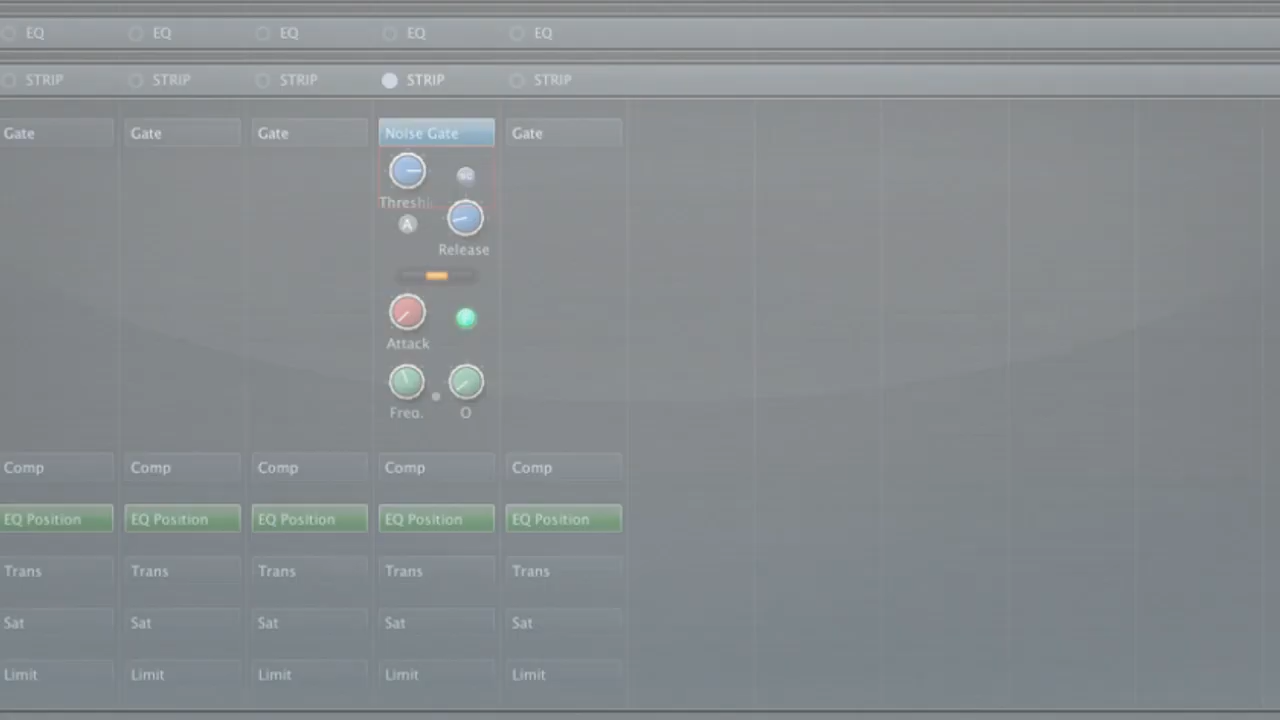 EQ EQ EQ EQ EQ
STRIP STRIP STRIP STRIP STRIP
Gate Gate Gate Noise Gate Gate
SC
Thresh
A
Release
Attack
Freq. Q
Comp Comp Comp Comp Comp
EQ Position EQ Position EQ Position EQ Position EQ Position
Trans Trans Trans Trans Trans
Sat Sat Sat Sat Sat
Limit Limit Limit Limit Limit